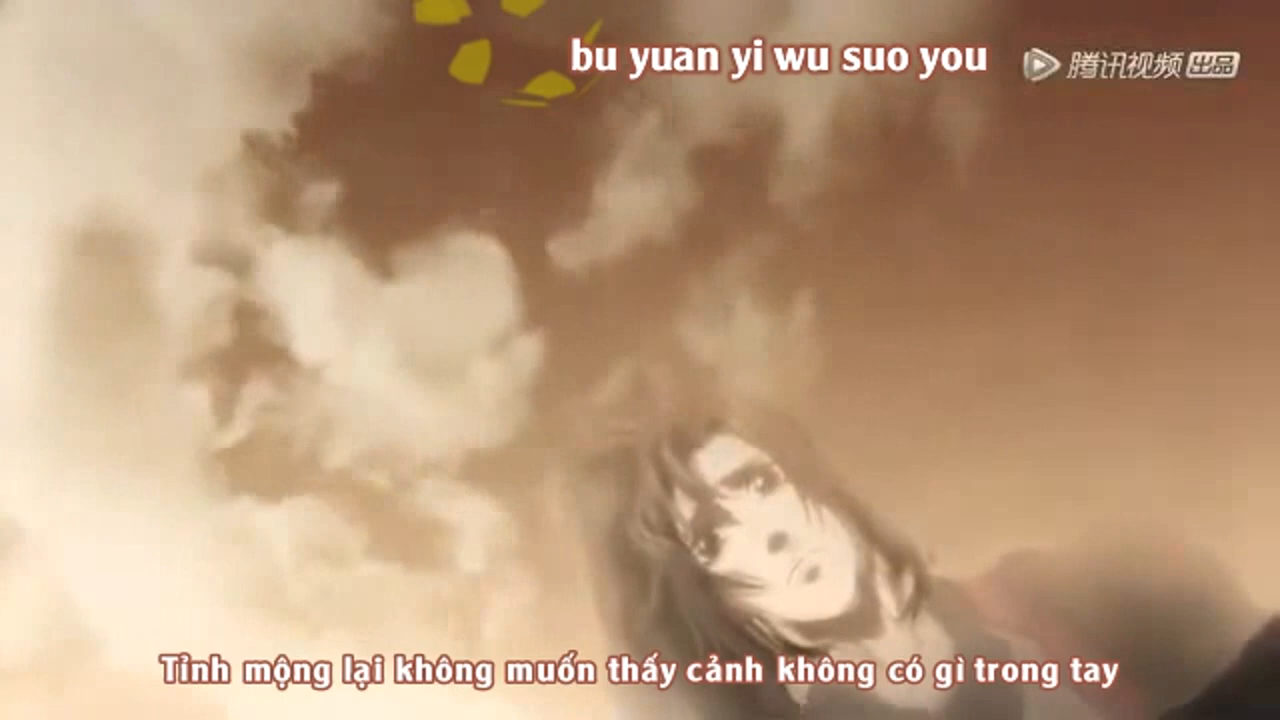 bu yuan yi wu suo you
腾讯视频 出品
Tỉnh mộng lại không muốn thấy cảnh không có gì trong tay